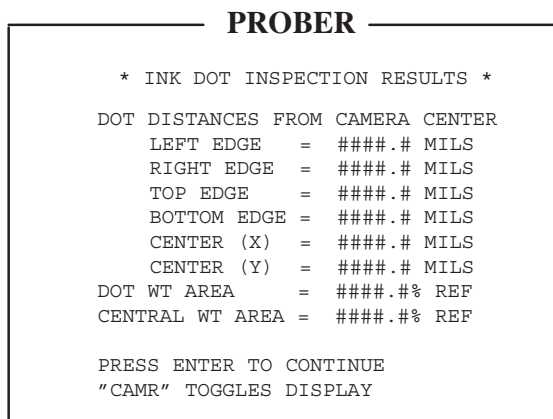 PROBER
* INK DOT INSPECTION RESULTS *
DOT DISTANCES FROM CAMERA CENTER
LEFT EDGE = ####.# MILS
RIGHT EDGE = ####.# MILS
TOP EDGE = ####.# MILS
BOTTOM EDGE = ####.# MILS
CENTER (X) = ####.# MILS
CENTER (Y) = ####.# MILS
DOT WT AREA = ####.#% REF
CENTRAL WT AREA = ####.#% REF
PRESS ENTER TO CONTINUE
"CAMR" TOGGLES DISPLAY